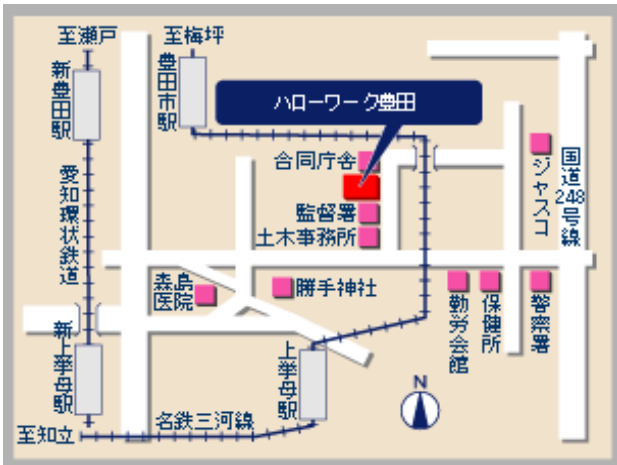 至瀬戸
至梅坪
新豊田駅
豊田市駅
ハローワーク豊田
合同庁舎
ジャスコ
国道248号線
愛知環状鉄道
監督署
土木事務所
森島
医院
勝手神社
勤労会館
保健所
警察署
新上挙母駅
上挙母駅
N
名鉄三河線
至知立